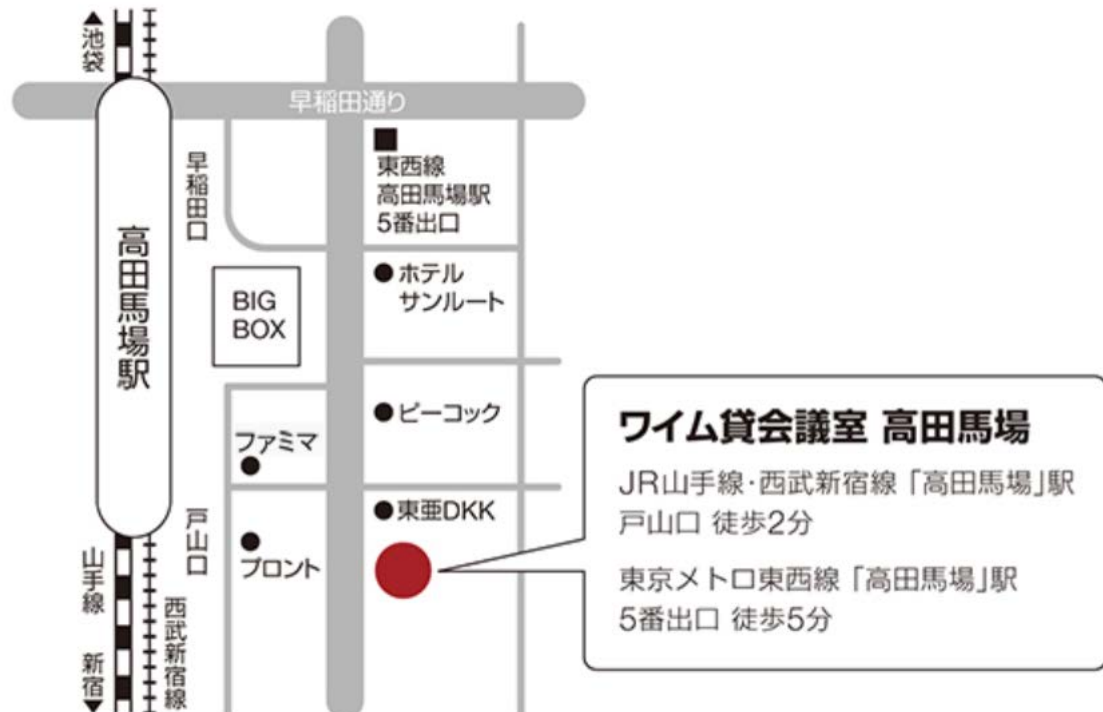 ▲池袋
早稲田通り
早稲田口
■
東西線
高田馬場駅
5番出口
高田馬場駅
BIG
BOX
●ホテル
サンルート
●ピーコック
ファミマ
●東亜DKK
戸山口
プロント
山手線
新宿▼
西武新宿線
ワイム貸会議室 高田馬場
JR山手線・西武新宿線「高田馬場」駅
戸山口 徒歩2分
東京メトロ東西線「高田馬場」駅
5番出口 徒歩5分